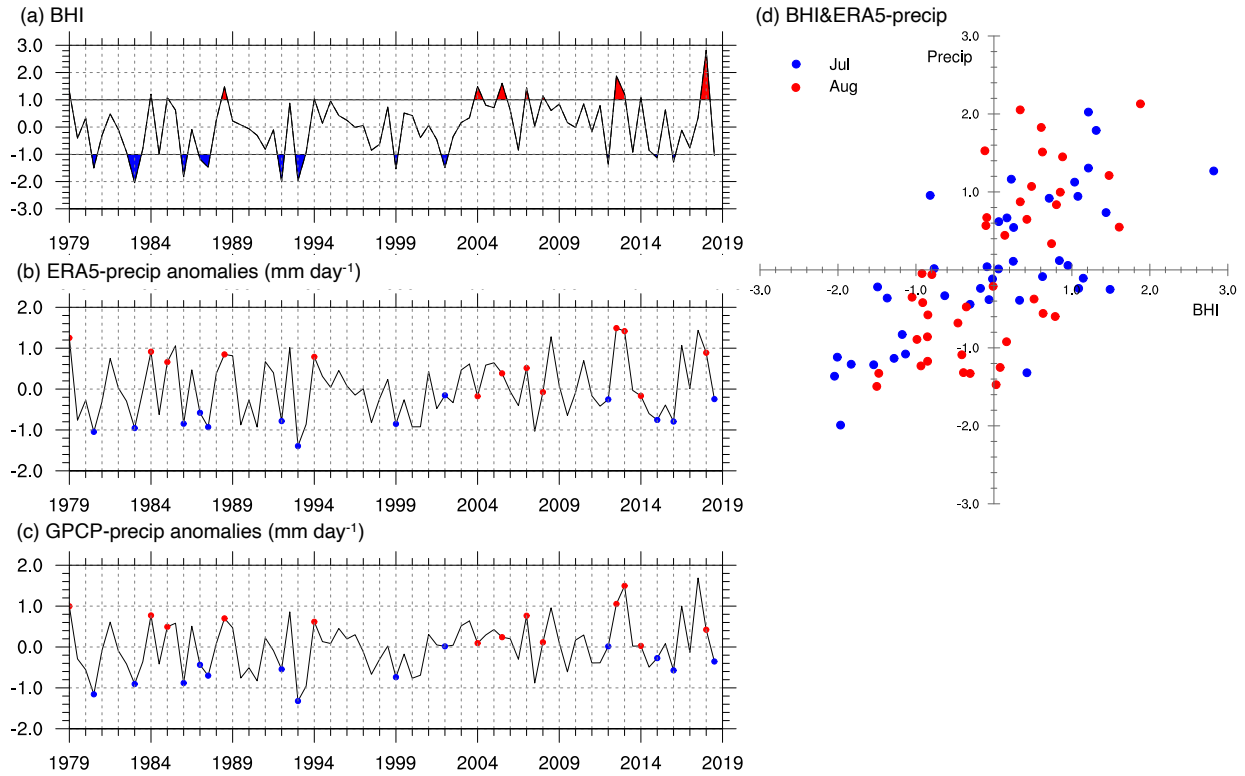 (a) BHI
3.0
2.0
1.0
0.0
-1.0
-2.0
-3.0
1979 1984 1989 1994 1999 2004 2009 2014 2019
(b) ERA5-precip anomalies (mm day-1)
2.0
1.0
0.0
-1.0
-2.0
1979 1984 1989 1994 1999 2004 2009 2014 2019
(c) GPCP-precip anomalies (mm day-1)
2.0
1.0
0.0
-1.0
-2.0
1979 1984 1989 1994 1999 2004 2009 2014 2019
(d) BHI&ERA5-precip
3.0
Precip
Jul
Aug
2.0
1.0
-3.0 -2.0 -1.0 1.0 2.0 3.0
BHI
-1.0
-2.0
-3.0